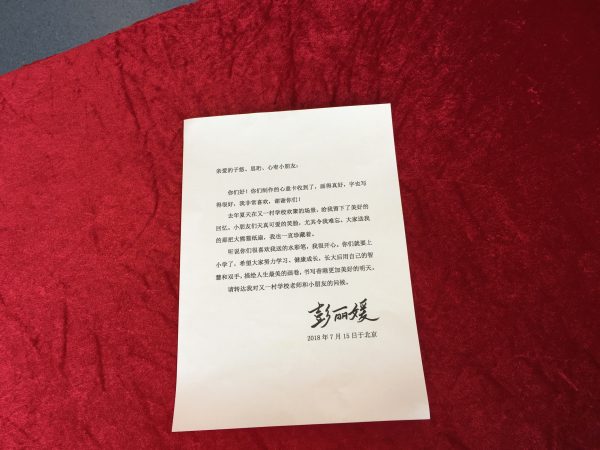 亲爱的子悠、思昕、心宥小朋友：
你们好！你们制作的心意卡收到了，画得真好，字也写
得很好，我非常喜欢，谢谢你们！
去年夏天在又一村学校欢聚的场景，给我留下了美好的
回忆。小朋友们天真可爱的笑脸，尤其令我难忘。大家送我
的那把大熊猫纸扇，我也一直珍藏着。
听说你们很喜欢我送的水彩笔，我很开心。你们就要上
小学了，希望大家努力学习、健康成长，长大后用自己的智
慧和双手，描绘人生最美的画卷，书写香港更加美好的明天。
请转达我对又一村学校老师和小朋友的问候。
彭丽媛
2018 年 7 月 15 日于北京